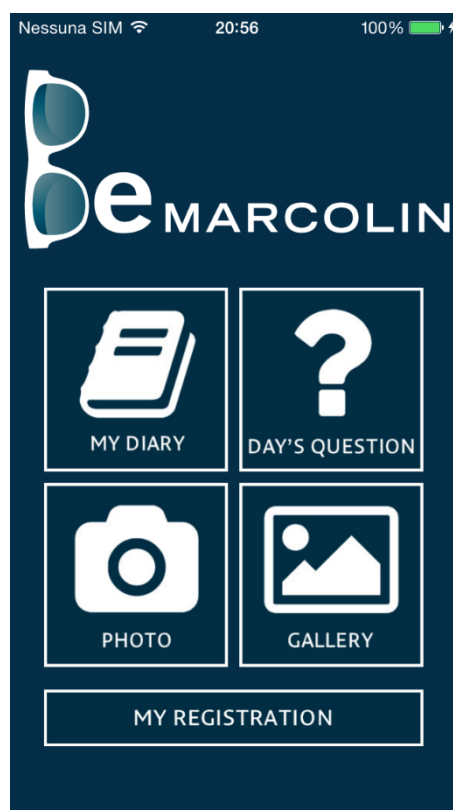 Nessuna SIM 20:56 100%
Be MARCOLIN
MY DIARY
DAY'S QUESTION
PHOTO
GALLERY
MY REGISTRATION